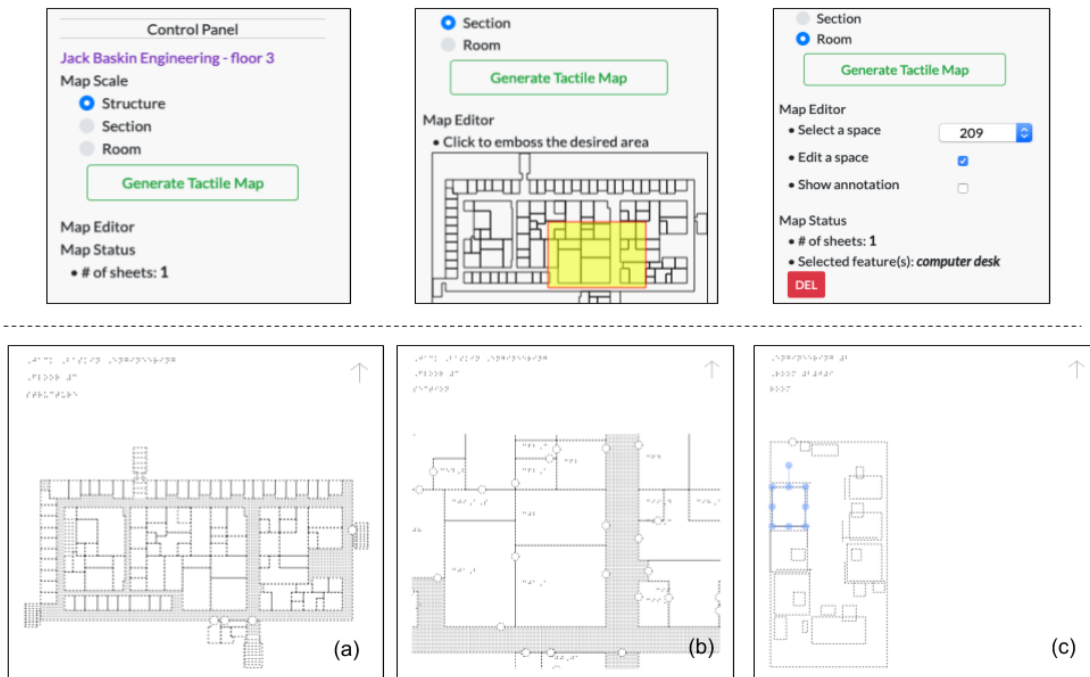 Control Panel
Jack Baskin Engineering - floor 3
Map Scale
Structure
Section
Room
Generate Tactile Map
Map Editor
Map Status
• # of sheets: 1
Section
Room
Generate Tactile Map
Map Editor
• Click to emboss the desired area
Section
Room
Generate Tactile Map
Map Editor
• Select a space 209
• Edit a space
• Show annotation
Map Status
• # of sheets: 1
• Selected feature(s): computer desk
DEL
(a)
(b)
(c)